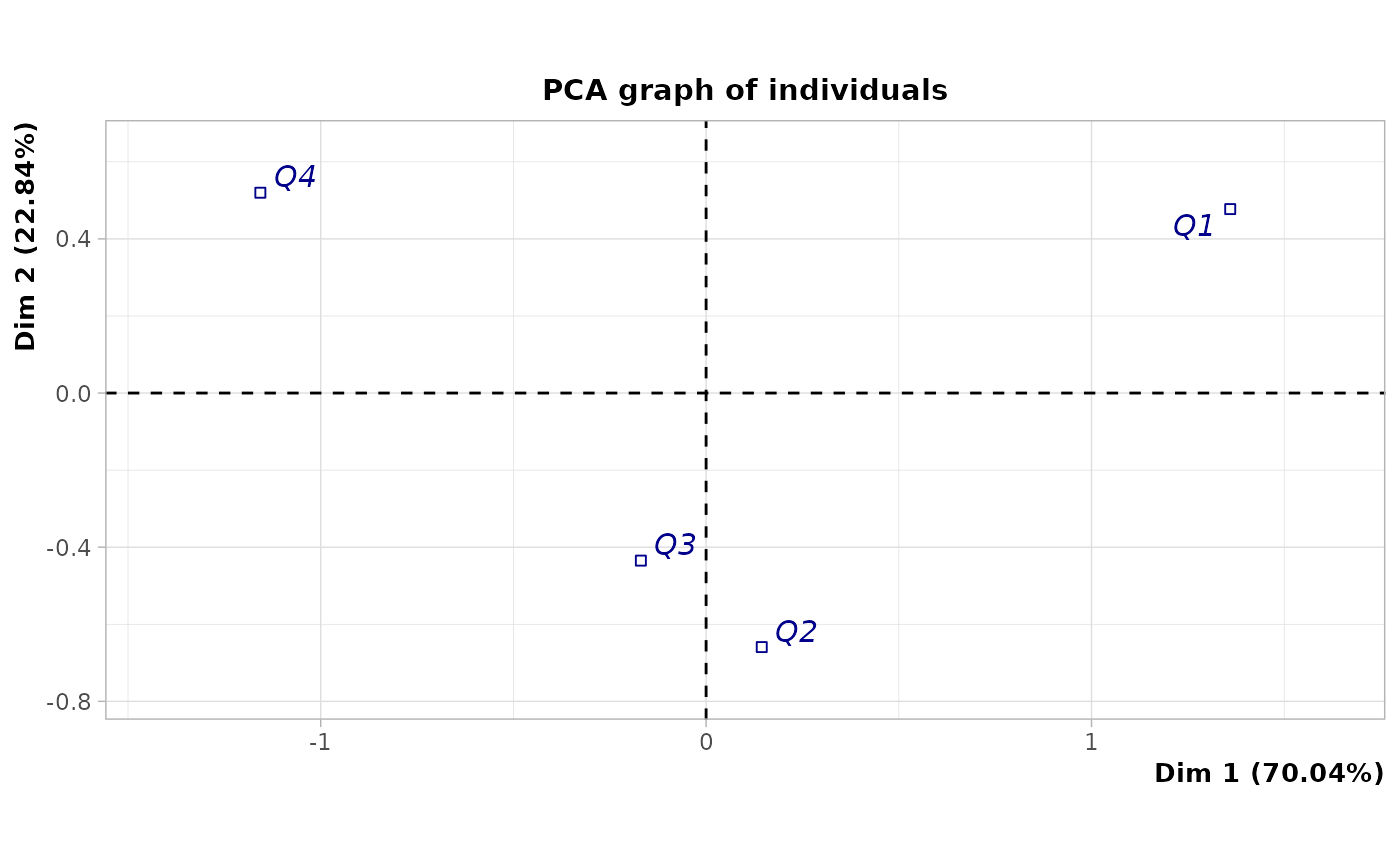 PCA graph of individuals
Dim 2 (22.84%)
Q4
Q1
0.4
0.0
Q3
-0.4
Q2
-0.8
-1
0
1
Dim 1 (70.04%)